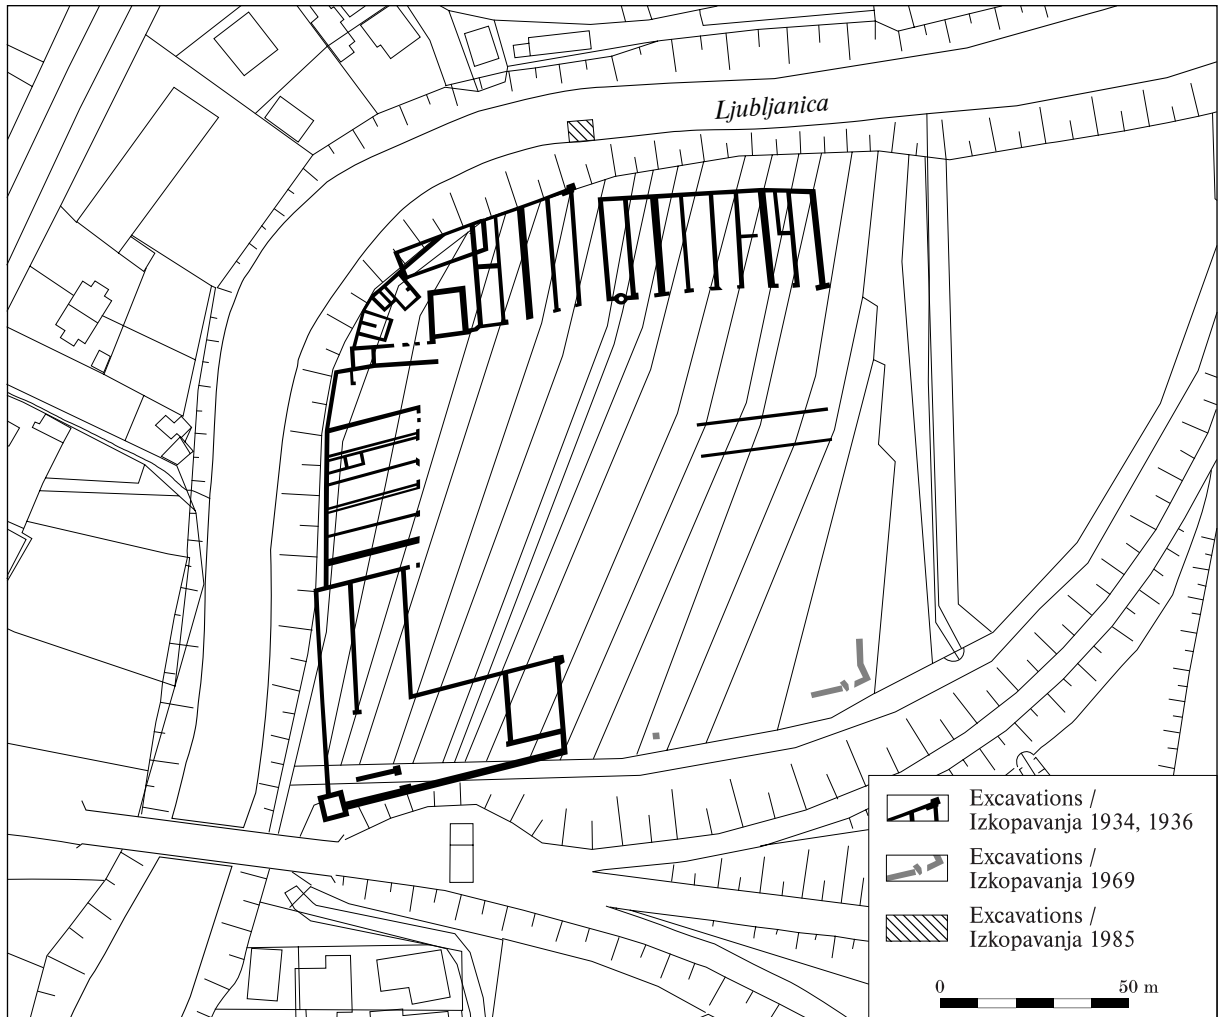 Ljubljanica
Excavations /
Izkopavanja 1934, 1936
Excavations /
Izkopavanja 1969
Excavations /
Izkopavanja 1985
0 50 m